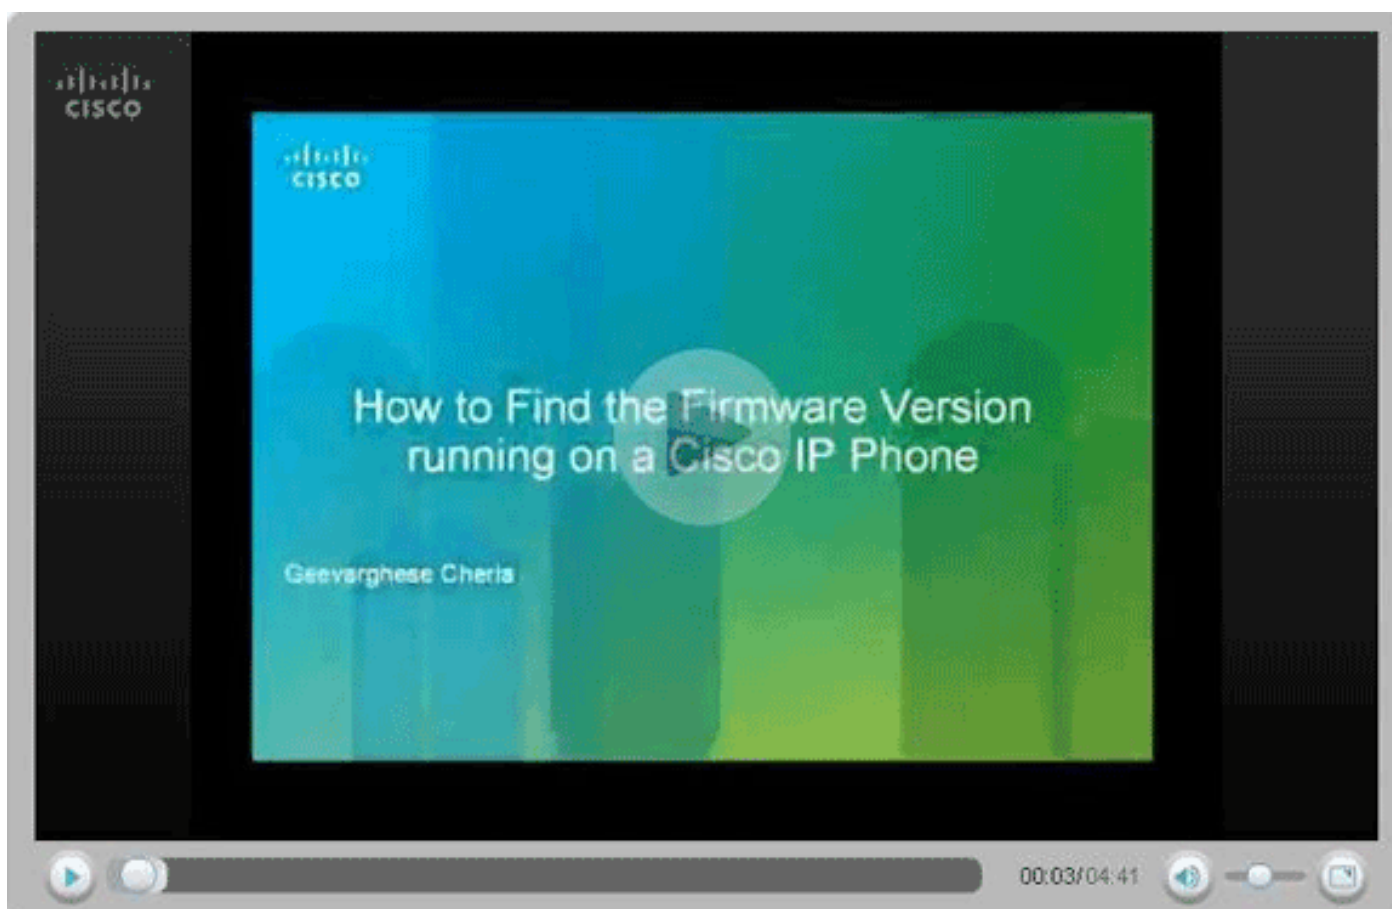 CISCO
CISCO
How to Find the Firmware Version
running on a Cisco IP Phone
Geevarghese Cheria
00:03/04:41